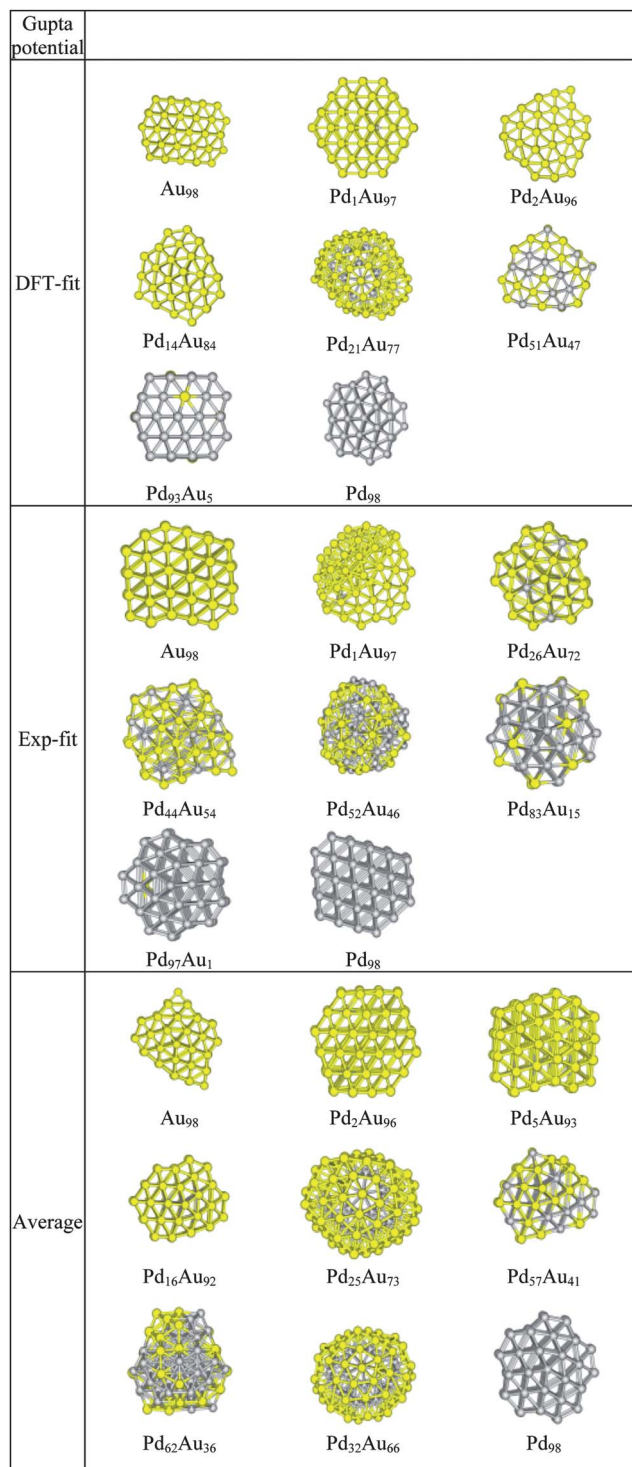 Gupta
potential
DFT-fit
Au₉₈ Pd₁Au₉₇ Pd₂Au₉₆
Pd₁₄Au₈₄ Pd₂₁Au₇₇ Pd₅₁Au₄₇
Pd₉₃Au₅ Pd₉₈
Exp-fit
Au₉₈ Pd₁Au₉₇ Pd₂₆Au₇₂
Pd₄₄Au₅₄ Pd₅₂Au₄₆ Pd₈₃Au₁₅
Pd₉₇Au₁ Pd₉₈
Average
Au₉₈ Pd₂Au₉₆ Pd₅Au₉₃
Pd₁₆Au₉₂ Pd₂₅Au₇₃ Pd₅₇Au₄₁
Pd₆₂Au₃₆ Pd₃₂Au₆₆ Pd₉₈